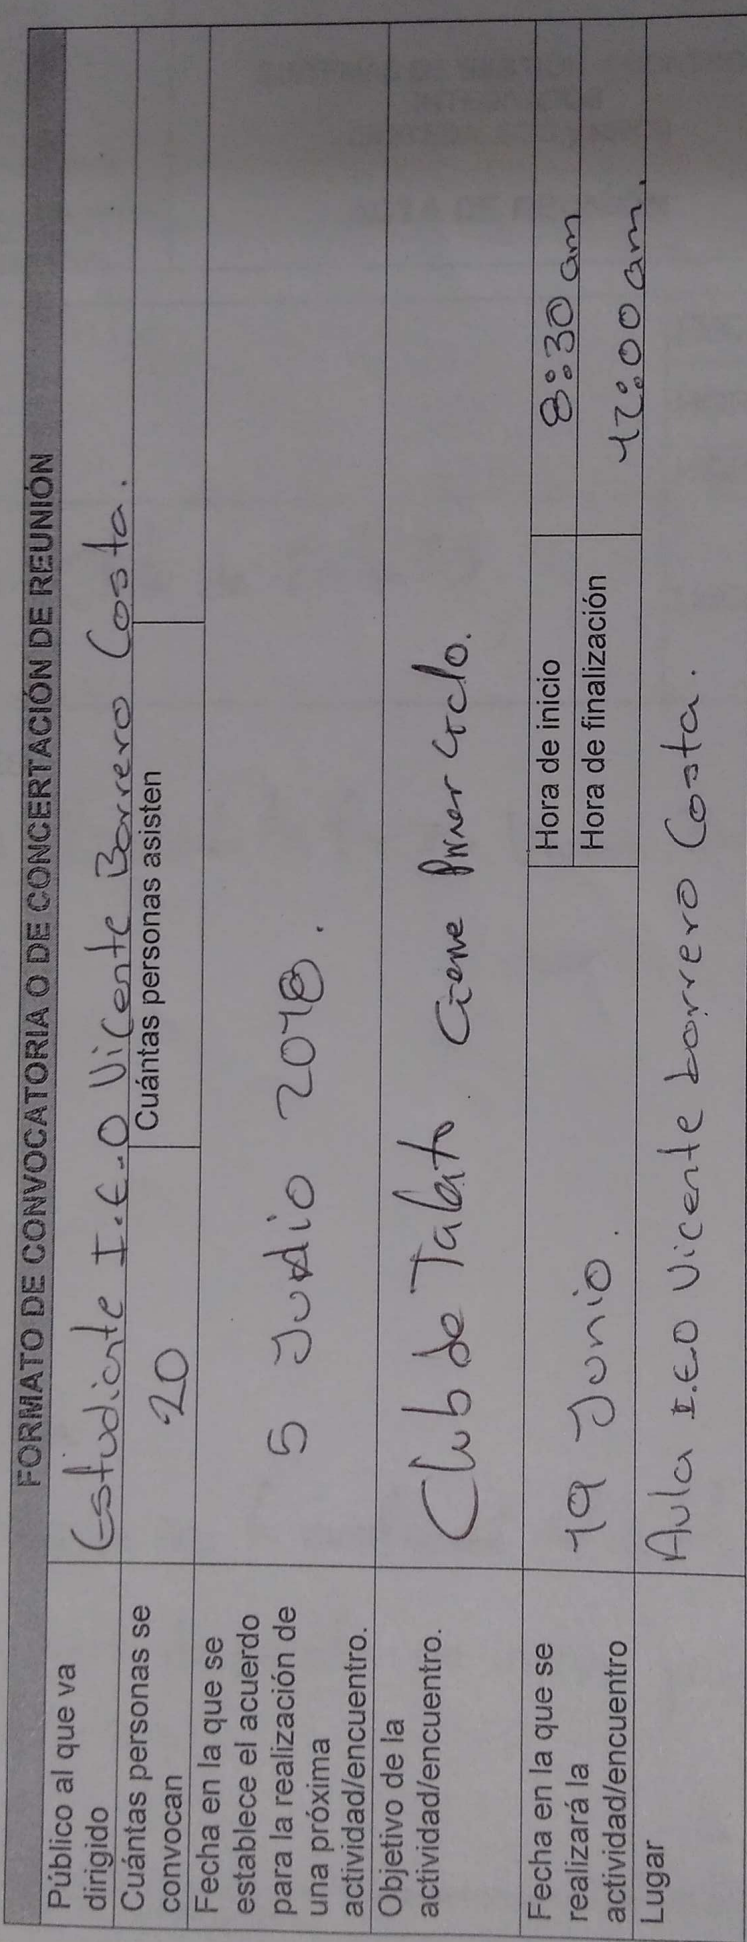 FORMATO DE CONVOCATORIA O DE CONCERTACIÓN DE REUNIÓN
Público al que va
dirigido
Estudiante I.E.O Vicente Borrero Costa.
Cuántas personas se
convocan
20
Cuántas personas asisten
Fecha en la que se
establece el acuerdo
para la realización de
una próxima
actividad/encuentro.
5 2018.
Objetivo de la
actividad/encuentro.
Club de Talento. Cierre Primer Ciclo.
Fecha en la que se
realizará la
actividad/encuentro
19 Junio.
Hora de inicio
8:30 am
Hora de finalización
12:00 am.
Lugar
Aula I.E.O Vicente borrero Costa.